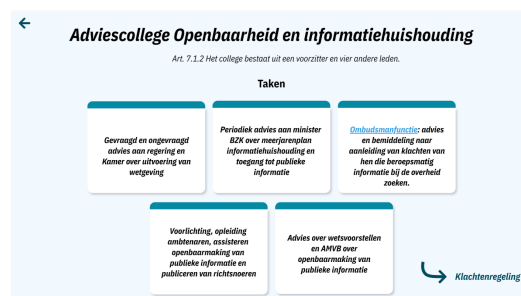 Adviescollege Openbaarheid en informatiehuishouding
Art. 7.1.2 Het college bestaat uit een voorzitter en vier andere leden.
Taken
Gevraagd en ongevraagd
advies aan regering en
Kamer over uitvoering van
wetgeving
Periodiek advies aan minister
BZK over meerjarenplan
informatiehuishouding en
toegang tot publieke
informatie
Ombudsmanfunctie: advies
en bemiddeling naar
aanleiding van klachten van
hen die beroepsmatig
informatie bij de overheid
zoeken.
Voorlichting, opleiding
ambtenaren, assisteren
openbaarmaking van
publieke informatie en
publiceren van richtsnoeren
Advies over wetsvoorstellen
en AMVB over
openbaarmaking van
publieke informatie
Klachtenregeling